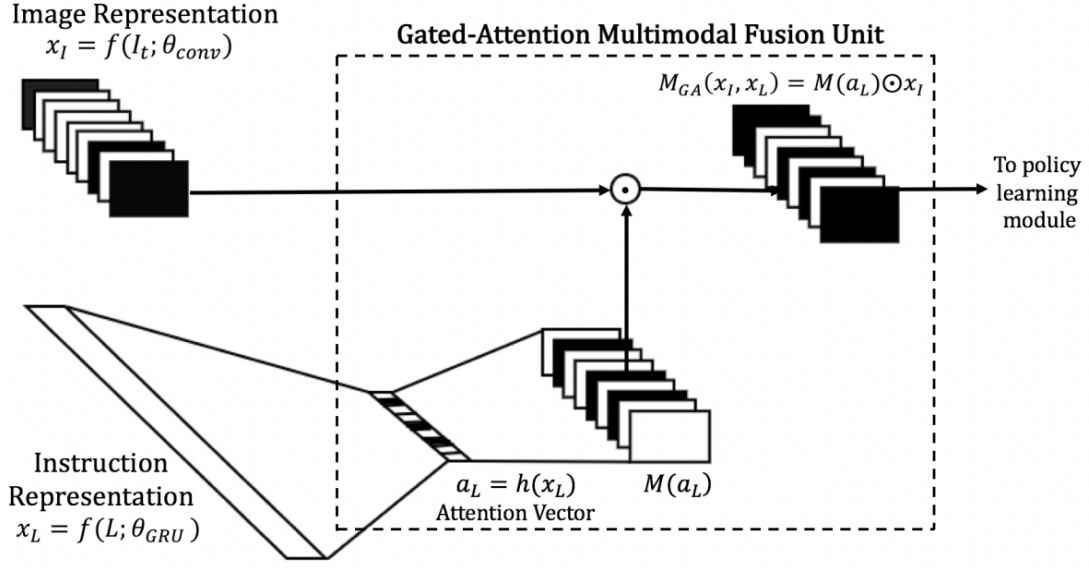 Image Representation
x_I = f(I_t; θ_conv)
Gated-Attention Multimodal Fusion Unit
M_GA(x_I, x_L) = M(a_L)⊙x_I
To policy
learning
module
Instruction
Representation
x_L = f(L; θ_GRU)
a_L = h(x_L)
Attention Vector
M(a_L)